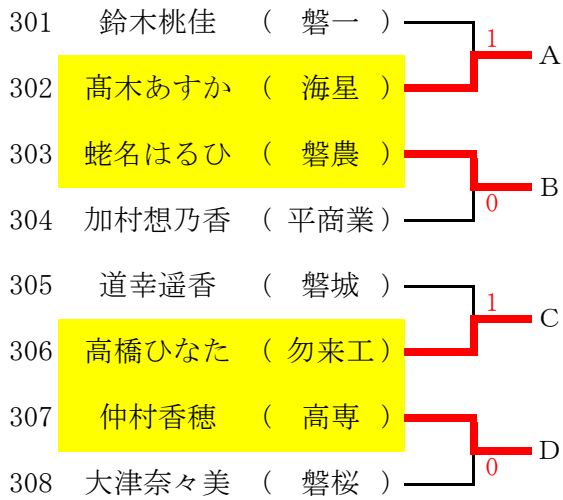 301 鈴木桃佳 ( 磐一 )
1
A
302 髙木あすか ( 海星 )
303 蛯名はるひ ( 磐農 )
B
0
304 加村想乃香 ( 平商業 )
305 道幸遥香 ( 磐城 )
1
C
306 高橋ひなた ( 勿来工 )
307 仲村香穂 ( 高専 )
D
0
308 大津奈々美 ( 磐桜 )